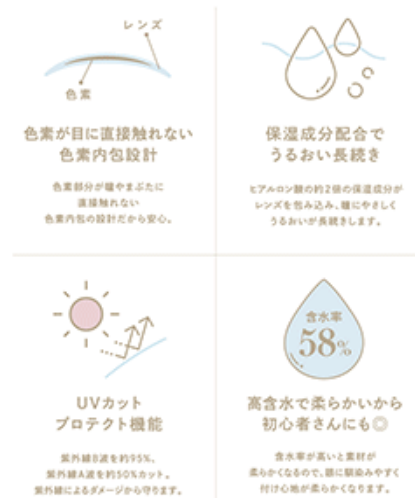 レンズ
色素
色素が目に直接触れない
色素内包設計
色素部分が瞳やまぶたに
直接触れない
色素内包の設計だから安心。
保湿成分配合で
うるおい長続き
ヒアルロン酸の約2倍の保湿成分が
レンズを包み込み、瞳にやさしく
うるおいが長続きします。
UVカット
プロテクト機能
紫外線B波を約95%、
紫外線A波を約50%カット。
紫外線によるダメージから守ります。
含水率
58%
高含水で柔らかいから
初心者さんにも◎
含水率が高いと素材が
柔らかくなるので、眼に馴染みやすく
付け心地が柔らかくなります。